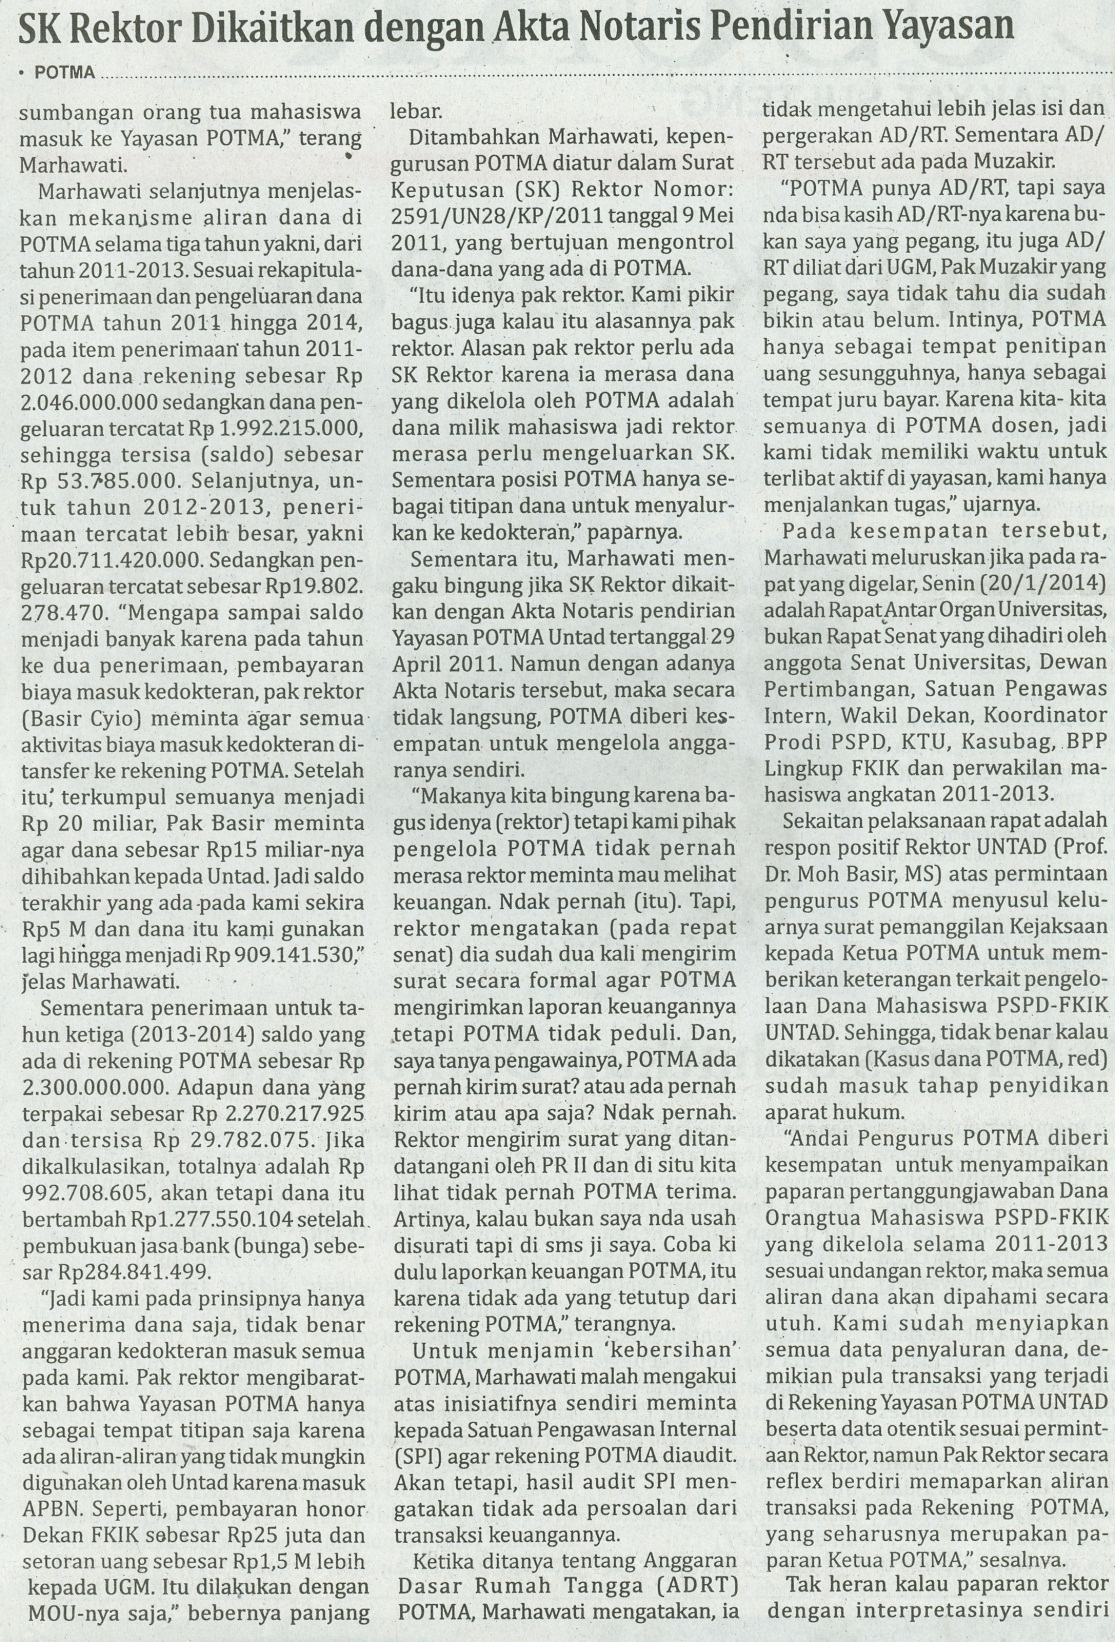 SK Rektor Dikaitkan dengan Akta Notaris Pendirian Yayasan
• POTMA
sumbangan orang tua mahasiswa
masuk ke Yayasan POTMA,” terang
Marhawati.
Marhawati selanjutnya menjelas-
kan mekanisme aliran dana di
POTMA selama tiga tahun yakni, dari
tahun 2011-2013. Sesuai rekapitula-
si penerimaan dan pengeluaran dana
POTMA tahun 2011 hingga 2014,
pada item penerimaan tahun 2011-
2012 dana rekening sebesar Rp
2.046.000.000 sedangkan dana pen-
geluaran tercatat Rp 1.992.215.000,
sehingga tersisa (saldo) sebesar
Rp 53.785.000. Selanjutnya, un-
tuk tahun 2012-2013, peneri-
maan tercatat lebih besar, yakni
Rp20.711.420.000. Sedangkan pen-
geluaran tercatat sebesar Rp19.802.
278.470. “Mengapa sampai saldo
menjadi banyak karena pada tahun
ke dua penerimaan, pembayaran
biaya masuk kedokteran, pak rektor
(Basir Cyio) meminta agar semua
aktivitas biaya masuk kedokteran di-
tansfer ke rekening POTMA. Setelah
itu, terkumpul semuanya menjadi
Rp 20 miliar, Pak Basir meminta
agar dana sebesar Rp15 miliar-nya
dihibahkan kepada Untad. Jadi saldo
terakhir yang ada pada kami sekira
Rp5 M dan dana itu kami gunakan
lagi hingga menjadi Rp 909.141.530,”
jelas Marhawati.
Sementara penerimaan untuk ta-
hun ketiga (2013-2014) saldo yang
ada di rekening POTMA sebesar Rp
2.300.000.000. Adapun dana yang
terpakai sebesar Rp 2.270.217.925
dan tersisa Rp 29.782.075. Jika
dikalkulasikan, totalnya adalah Rp
992.708.605, akan tetapi dana itu
bertambah Rp1.277.550.104 setelah
pembukuan jasa bank (bunga) sebe-
sar Rp284.841.499.
“Jadi kami pada prinsipnya hanya
menerima dana saja, tidak benar
anggaran kedokteran masuk semua
pada kami. Pak rektor mengibarat-
kan bahwa Yayasan POTMA hanya
sebagai tempat titipan saja karena
ada aliran-aliran yang tidak mungkin
digunakan oleh Untad karena masuk
APBN. Seperti, pembayaran honor
Dekan FKIK sebesar Rp25 juta dan
setoran uang sebesar Rp1,5 M lebih
kepada UGM. Itu dilakukan dengan
MOU-nya saja,” bebernya panjang
lebar.
Ditambahkan Marhawati, kepen-
gurusan POTMA diatur dalam Surat
Keputusan (SK) Rektor Nomor:
2591/UN28/KP/2011 tanggal 9 Mei
2011, yang bertujuan mengontrol
dana-dana yang ada di POTMA.
“Itu idenya pak rektor. Kami pikir
bagus juga kalau itu alasannya pak
rektor. Alasan pak rektor perlu ada
SK Rektor karena ia merasa dana
yang dikelola oleh POTMA adalah
dana milik mahasiswa jadi rektor
merasa perlu mengeluarkan SK.
Sementara posisi POTMA hanya se-
bagai titipan dana untuk menyalur-
kan ke kedokteran,” paparnya.
Sementara itu, Marhawati men-
gaku bingung jika SK Rektor dikait-
kan dengan Akta Notaris pendirian
Yayasan POTMA Untad tertanggal 29
April 2011. Namun dengan adanya
Akta Notaris tersebut, maka secara
tidak langsung, POTMA diberi kes-
empatan untuk mengelola angga-
ranya sendiri.
“Makanya kita bingung karena ba-
gus idenya (rektor) tetapi kami pihak
pengelola POTMA tidak pernah
merasa rektor meminta mau melihat
keuangan. Ndak pernah (itu). Tapi,
rektor mengatakan (pada repat
senat) dia sudah dua kali mengirim
surat secara formal agar POTMA
mengirimkan laporan keuangannya
tetapi POTMA tidak peduli. Dan,
saya tanya pengawainya, POTMA ada
pernah kirim surat? atau ada pernah
kirim atau apa saja? Ndak pernah.
Rektor mengirim surat yang ditan-
datangani oleh PR II dan di situ kita
lihat tidak pernah POTMA terima.
Artinya, kalau bukan saya nda usah
disurati tapi di sms ji saya. Coba ki
dulu laporkan keuangan POTMA, itu
karena tidak ada yang tetutup dari
rekening POTMA,” terangnya.
Untuk menjamin ‘kebersihan’
POTMA, Marhawati malah mengakui
atas inisiatifnya sendiri meminta
kepada Satuan Pengawasan Internal
(SPI) agar rekening POTMA diaudit.
Akan tetapi, hasil audit SPI men-
gatakan tidak ada persoalan dari
transaksi keuangannya.
Ketika ditanya tentang Anggaran
Dasar Rumah Tangga (ADRT)
POTMA, Marhawati mengatakan, ia
tidak mengetahui lebih jelas isi dan
pergerakan AD/RT. Sementara AD/
RT tersebut ada pada Muzakir.
“POTMA punya AD/RT, tapi saya
nda bisa kasih AD/RT-nya karena bu-
kan saya yang pegang, itu juga AD/
RT diliat dari UGM, Pak Muzakir yang
pegang, saya tidak tahu dia sudah
bikin atau belum. Intinya, POTMA
hanya sebagai tempat penitipan
uang sesungguhnya, hanya sebagai
tempat juru bayar. Karena kita- kita
semuanya di POTMA dosen, jadi
kami tidak memiliki waktu untuk
terlibat aktif di yayasan, kami hanya
menjalankan tugas,” ujarnya.
Pada kesempatan tersebut,
Marhawati meluruskan jika pada ra-
pat yang digelar, Senin (20/1/2014)
adalah Rapat Antar Organ Universitas,
bukan Rapat Senat yang dihadiri oleh
anggota Senat Universitas, Dewan
Pertimbangan, Satuan Pengawas
Intern, Wakil Dekan, Koordinator
Prodi PSPD, KTU, Kasubag, BPP
Lingkup FKIK dan perwakilan ma-
hasiswa angkatan 2011-2013.
Sekaitan pelaksanaan rapat adalah
respon positif Rektor UNTAD (Prof.
Dr. Moh Basir, MS) atas permintaan
pengurus POTMA menyusul kelu-
arnya surat pemanggilan Kejaksaan
kepada Ketua POTMA untuk mem-
berikan keterangan terkait pengelo-
laan Dana Mahasiswa PSPD-FKIK
UNTAD. Sehingga, tidak benar kalau
dikatakan (Kasus dana POTMA, red)
sudah masuk tahap penyidikan
aparat hukum.
“Andai Pengurus POTMA diberi
kesempatan untuk menyampaikan
paparan pertanggungjawaban Dana
Orangtua Mahasiswa PSPD-FKIK
yang dikelola selama 2011-2013
sesuai undangan rektor, maka semua
aliran dana akan dipahami secara
utuh. Kami sudah menyiapkan
semua data penyaluran dana, de-
mikian pula transaksi yang terjadi
di Rekening Yayasan POTMA UNTAD
beserta data otentik sesuai permint-
aan Rektor, namun Pak Rektor secara
reflex berdiri memaparkan aliran
transaksi pada Rekening POTMA,
yang seharusnya merupakan pa-
paran Ketua POTMA,” sesalnya.
Tak heran kalau paparan rektor
dengan interpretasinya sendiri